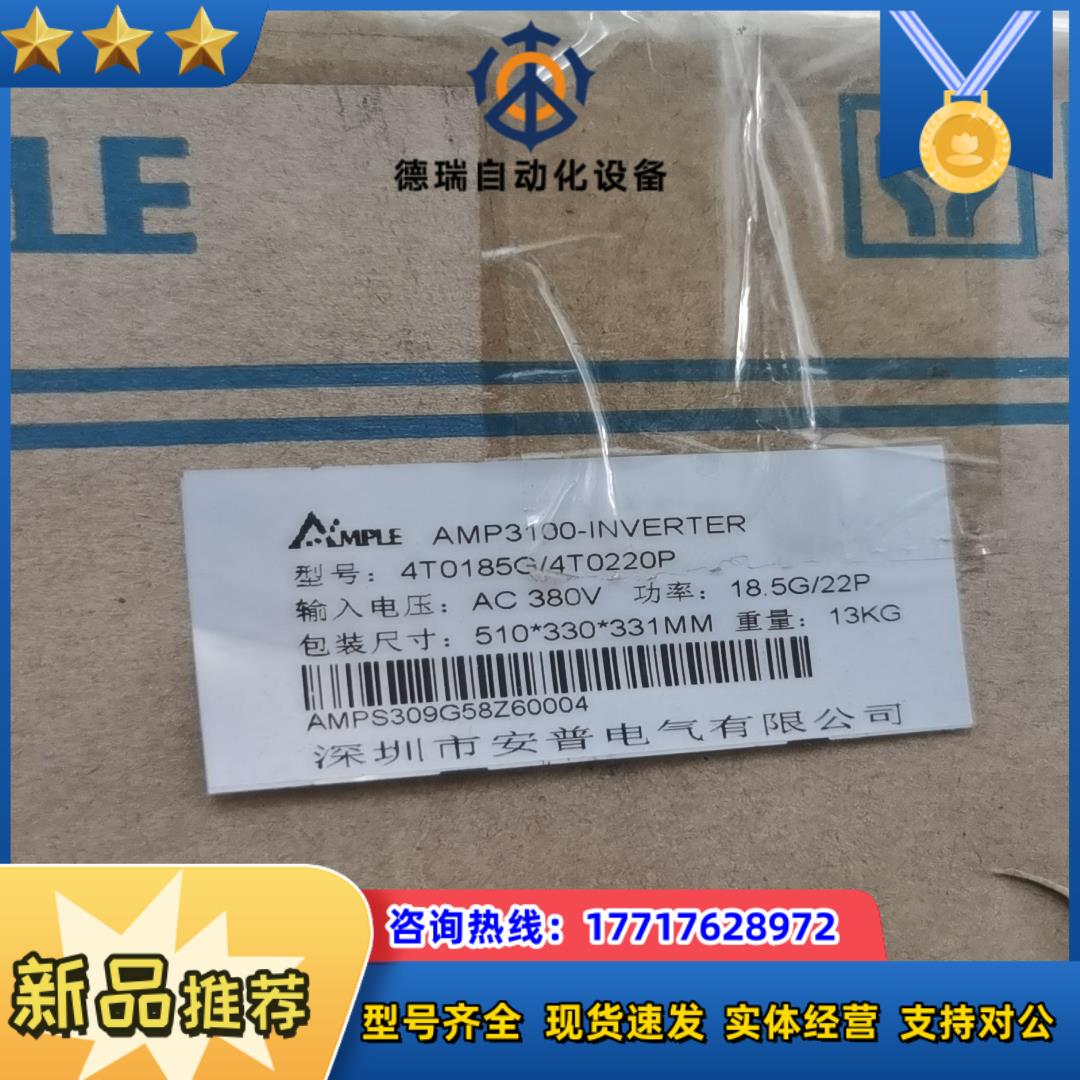 德瑞自动化设备
LE
AMPLE AMP3100-INVERTER
型号：4T0185G/4T0220P
输入电压：AC 380V 功率：18.5G/22P
包装尺寸：510*330*331MM 重量：13KG
AMPS309G58Z60004
深圳市安普电气有限公司
咨询热线：17717628972
新品推荐
型号齐全 现货速发 实体经营 支持对公